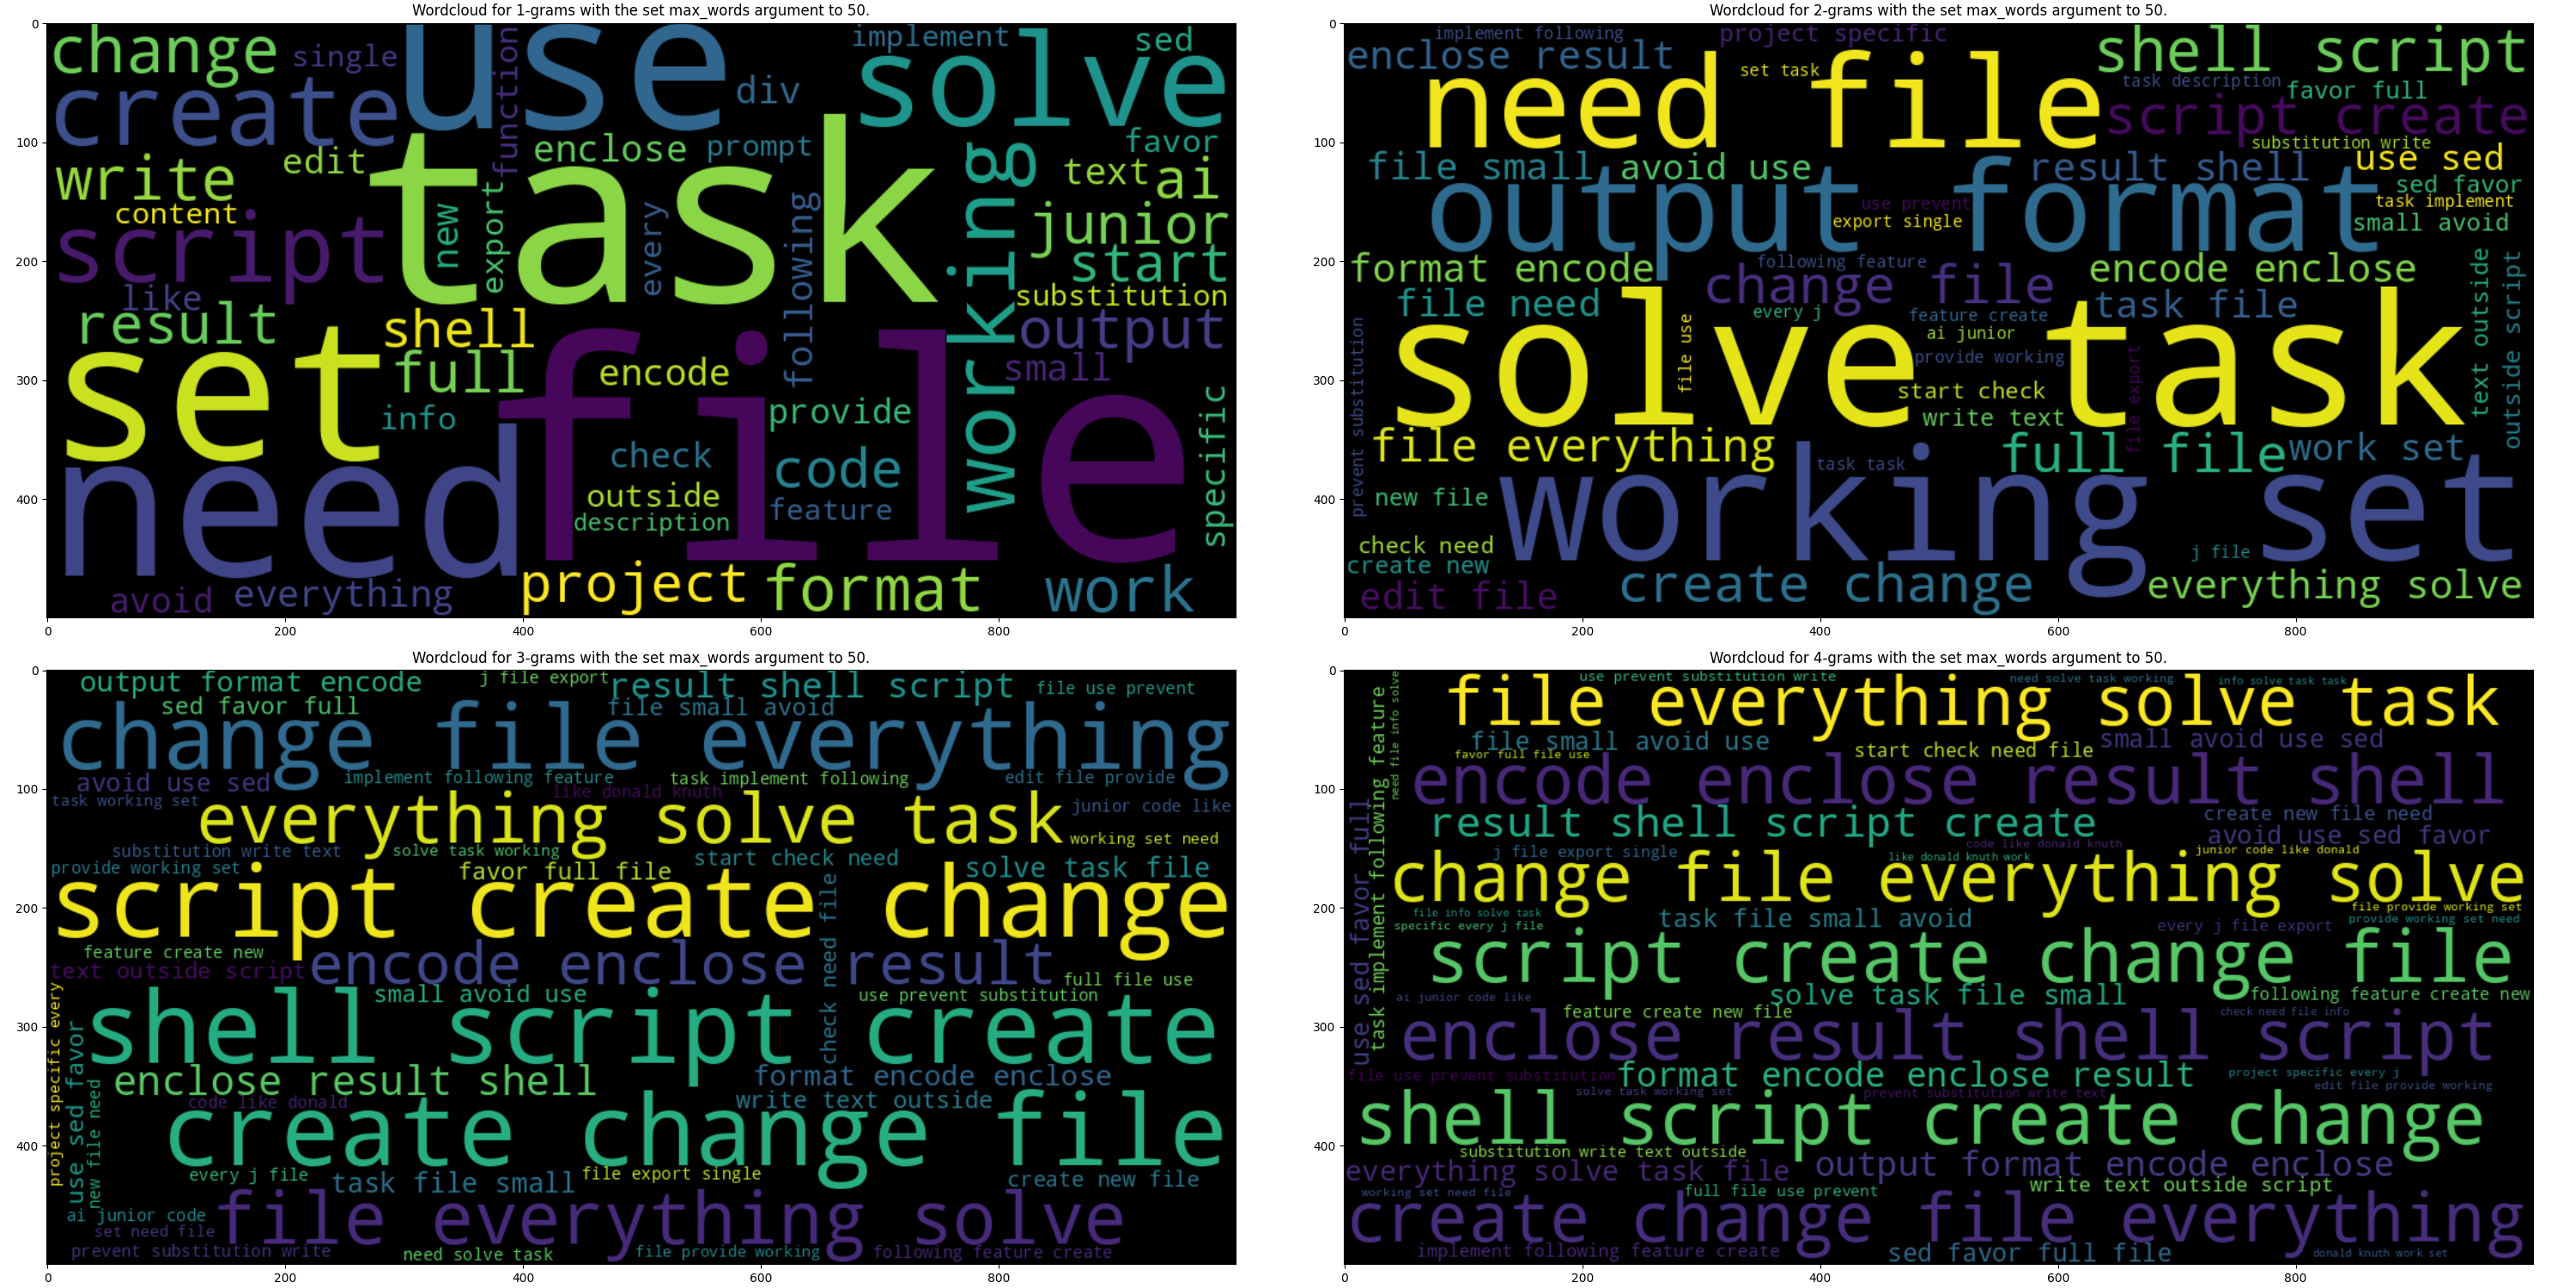 Wordcloud for 1-grams with the set max_words argument to 50.
change
single
use
function
implement
sed
create
div
solve
write
edit
enclose
prompt
favor
content
task
text
ai
script
new
export
every
following
working
junior
like
start
substitution
result
shell
output
set
full
encode
small
info
file
provide
specific
need
check
code
outside
description
feature
avoid
everything
project
format
work
0
100
200
300
400
0 200 400 600 800
Wordcloud for 2-grams with the set max_words argument to 50.
implement following
project specific
enclose result
set task
shell script
need file
task description
favor full
script create
substitution write
file small
avoid use
result shell
use sed
output format
sed favor
use prevent
task implement
export single
small avoid
format encode
following feature
encode enclose
change file
file need
task file
every j
feature create
ai junior
text outside
outside script
prevent substitution
file use
solve task
provide working
start check
write text
file export
file everything
full file
work set
task task
new file
working set
check need
create new
j file
edit file
create change
everything solve
0
100
200
300
400
0 200 400 600 800
Wordcloud for 3-grams with the set max_words argument to 50.
output format encode
j file export
result shell script
file use prevent
sed favor full
file small avoid
change file everything
avoid use sed
implement following feature
task implement following
edit file provide
like donald knuth
task working set
junior code like
everything solve task
working set need
substitution write text
solve task working
start check need
provide working set
favor full file
solve task file
script create change
check need file
feature create new
text outside script
encode enclose result
full file use
small avoid use
use prevent substitution
project specific every
use sed favor
new file need
shell script create
enclose result shell
format encode enclose
code like donald
write text outside
create change file
every j file
task file small
file export single
create new file
ai junior code
set need file
file everything solve
prevent substitution write
need solve task
file provide working
following feature create
0
100
200
300
400
0 200 400 600 800
Wordcloud for 4-grams with the set max_words argument to 50.
use prevent substitution write
need solve task working
info solve task task
file everything solve task
need file info solve
task implement following feature
use sed favor full
file small avoid use
favor full file use
start check need file
small avoid use sed
encode enclose result shell
result shell script create
create new file need
avoid use sed favor
j file export single
code like donald knuth
like donald knuth work
junior code like donald
change file everything solve
file info solve task
file provide working set
specific every j file
task file small avoid
every j file export
provide working set need
script create change file
ai junior code like
solve task file small
following feature create new
feature create new file
check need file info
enclose result shell script
file use prevent substitution
format encode enclose result
project specific every j
solve task working set
prevent substitution write text
edit file provide working
shell script create change
substitution write text outside
everything solve task file
output format encode enclose
working set need file
full file use prevent
write text outside script
create change file everything
implement following feature create
sed favor full file
donald knuth work set
0
100
200
300
400
0 200 400 600 800